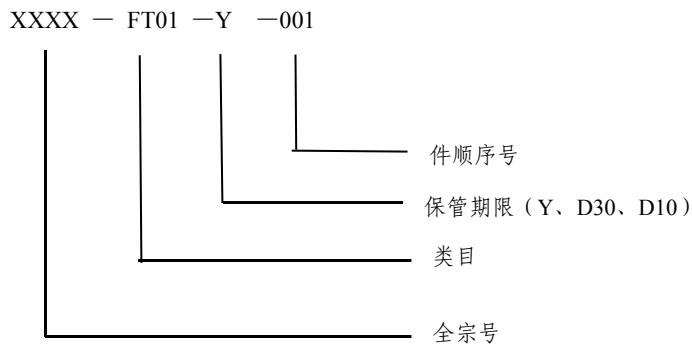 XXXX － FT01 －Y －001
件顺序号
保管期限（Y、D30、D10）
类目
全宗号